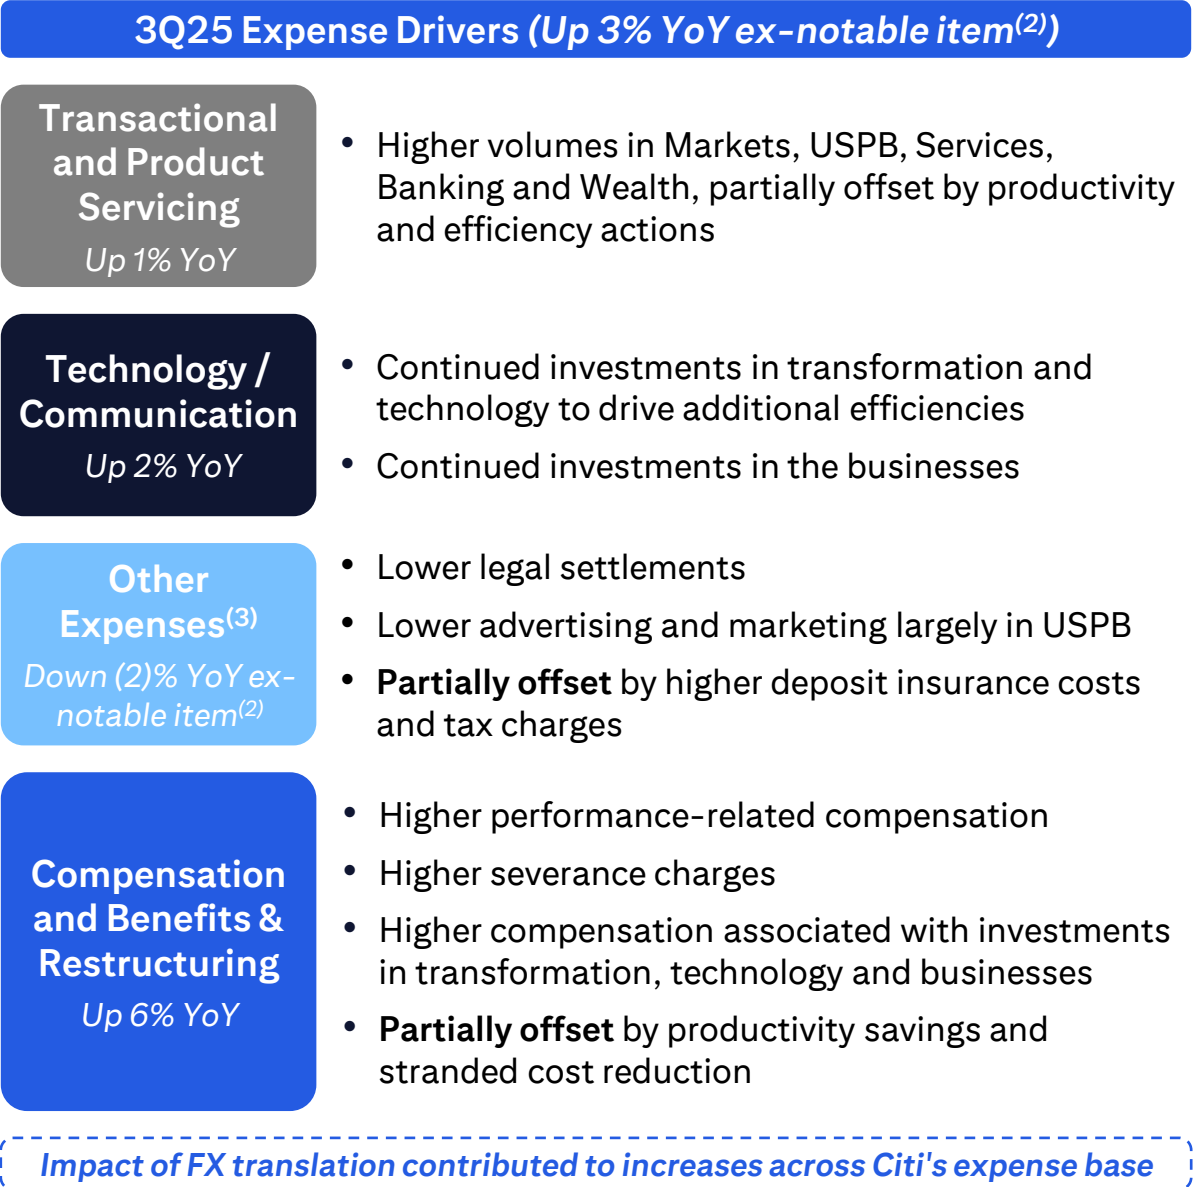 3Q25 Expense Drivers (Up 3% YoY ex-notable item(2))
Transactional
and Product
Servicing
Up 1% YoY
• Higher volumes in Markets, USPB, Services,
Banking and Wealth, partially offset by productivity
and efficiency actions
Technology /
Communication
Up 2% YoY
• Continued investments in transformation and
technology to drive additional efficiencies
• Continued investments in the businesses
Other
Expenses(3)
Down (2)% YoY ex-
notable item(2)
• Lower legal settlements
• Lower advertising and marketing largely in USPB
• Partially offset by higher deposit insurance costs
and tax charges
Compensation
and Benefits &
Restructuring
Up 6% YoY
• Higher performance-related compensation
• Higher severance charges
• Higher compensation associated with investments
in transformation, technology and businesses
• Partially offset by productivity savings and
stranded cost reduction
Impact of FX translation contributed to increases across Citi's expense base